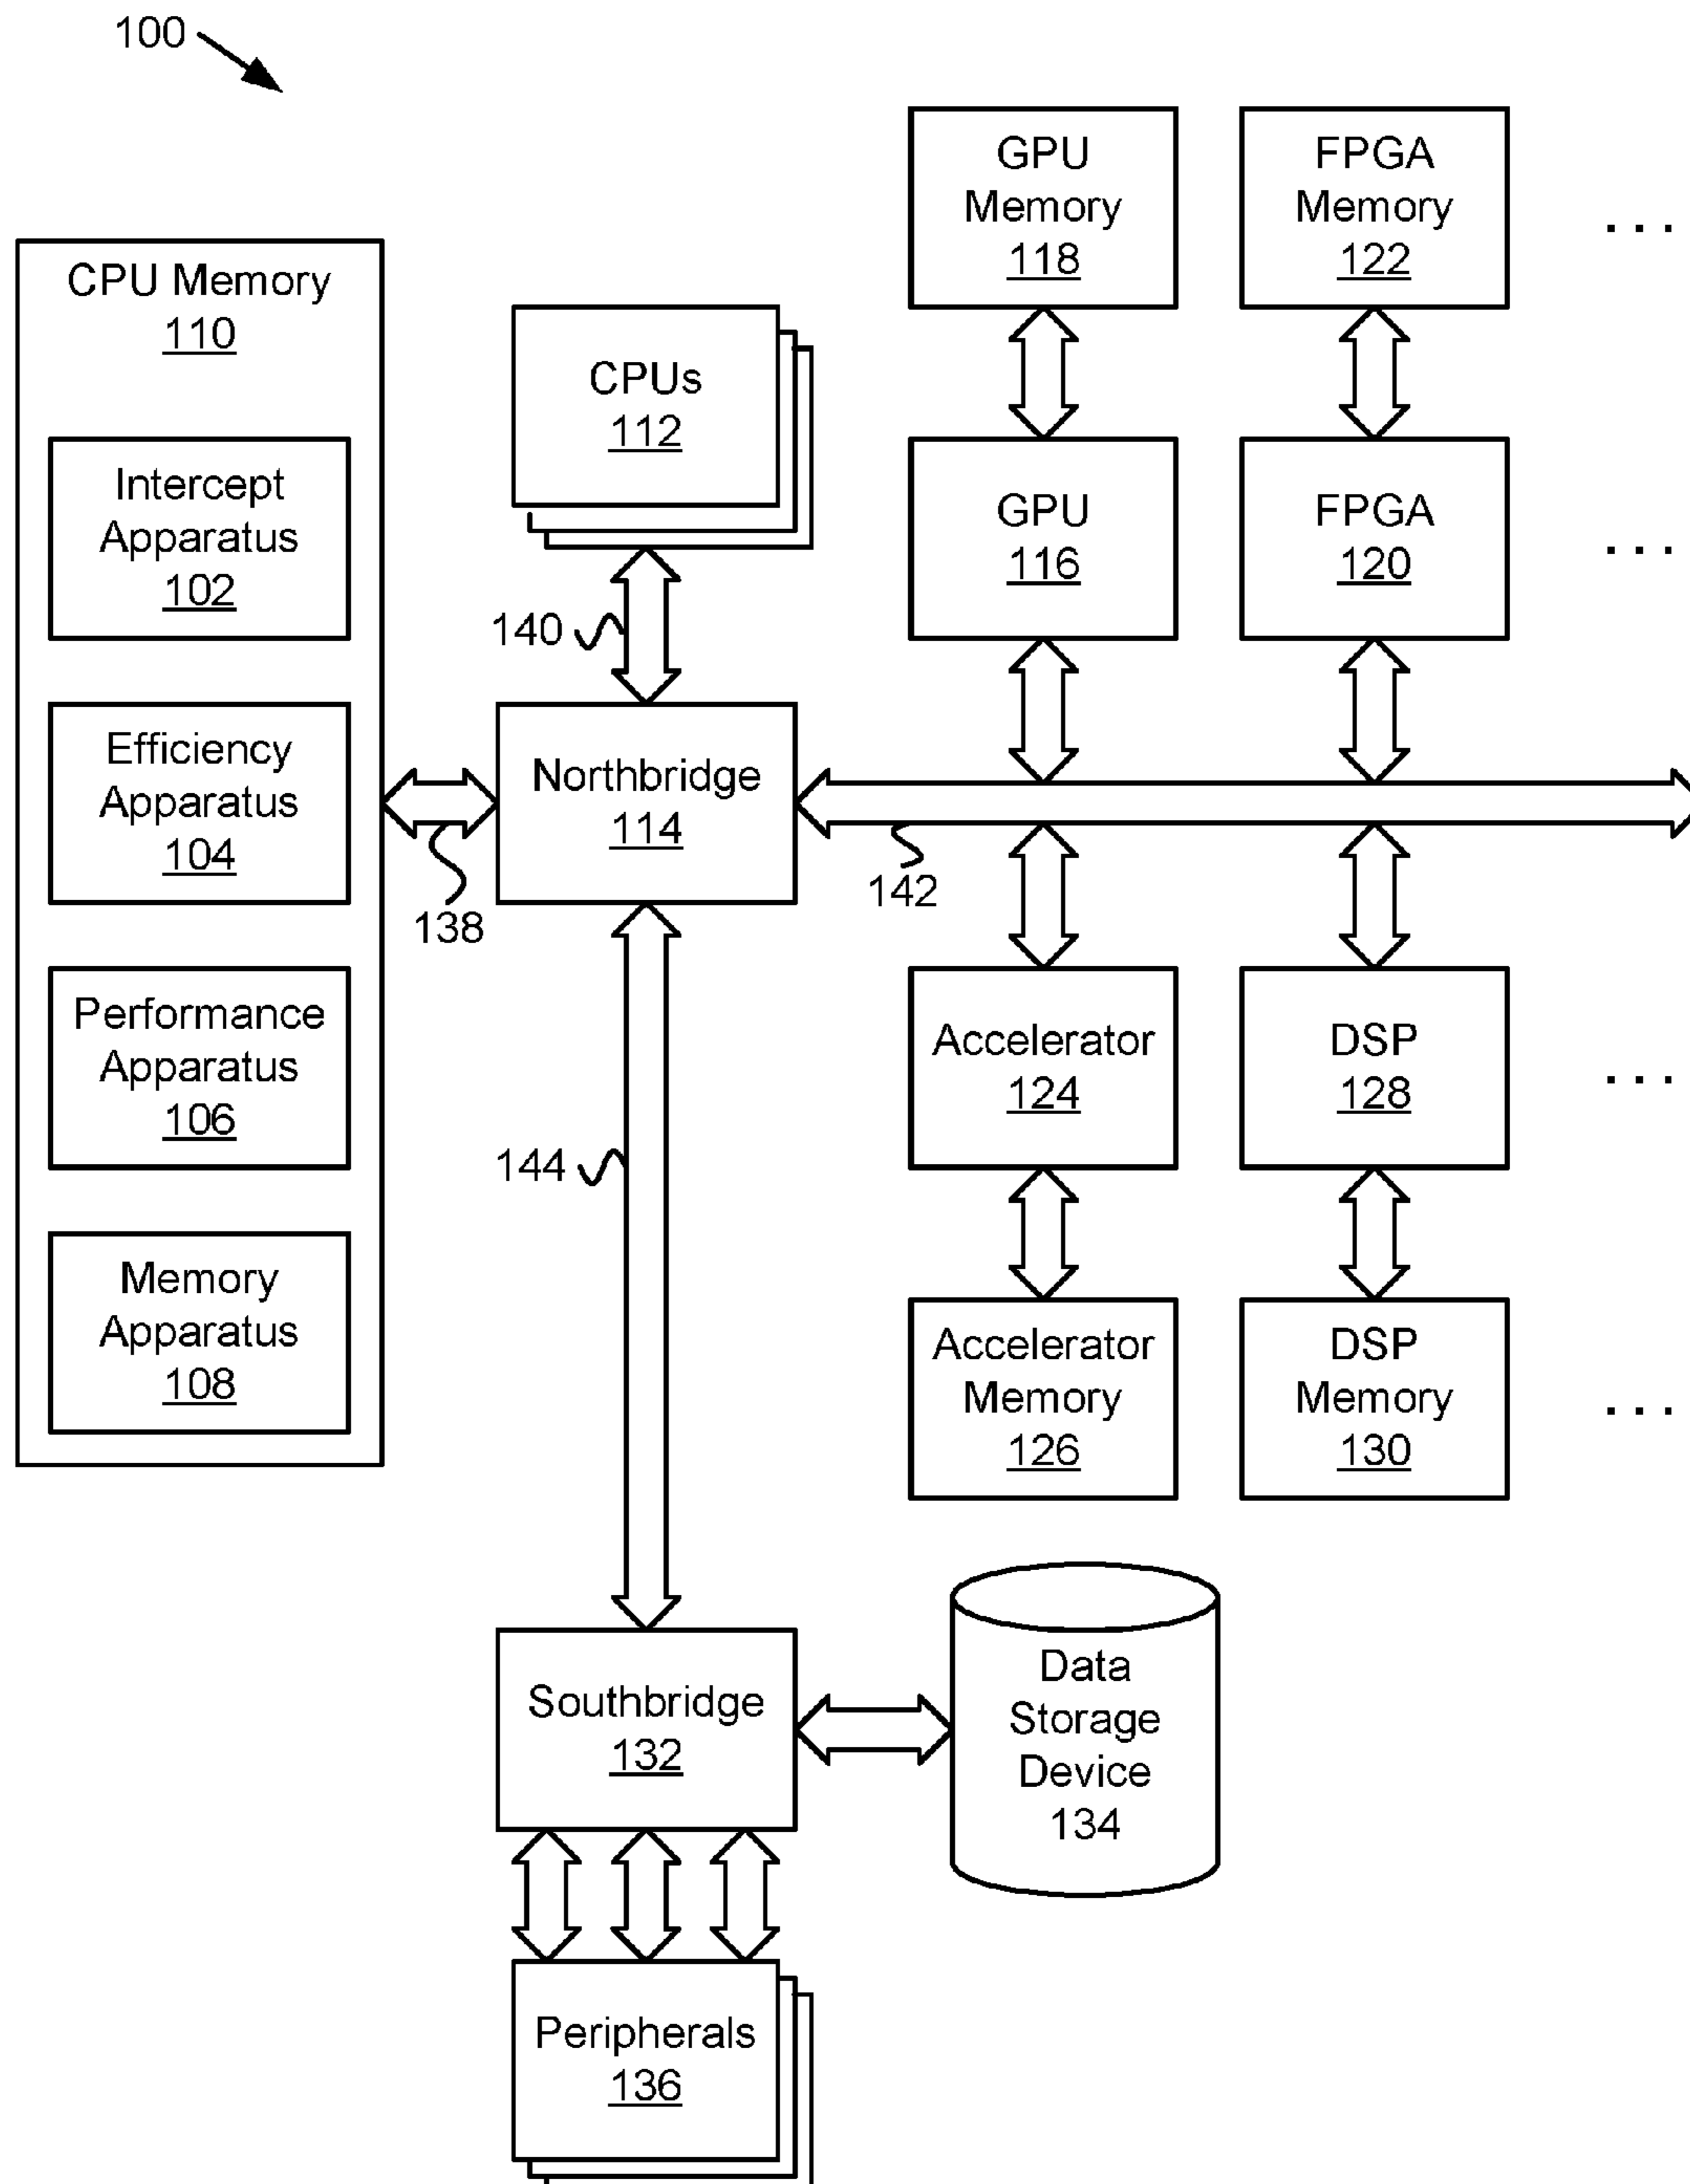 100
CPU Memory
110
Intercept
Apparatus
102
Efficiency
Apparatus
104
Performance
Apparatus
106
Memory
Apparatus
108
CPUs
112
140
Northbridge
114
138
142
144
GPU
Memory
118
FPGA
Memory
122
...
GPU
116
FPGA
120
...
Accelerator
124
DSP
128
...
Accelerator
Memory
126
DSP
Memory
130
...
Southbridge
132
Data
Storage
Device
134
Peripherals
136